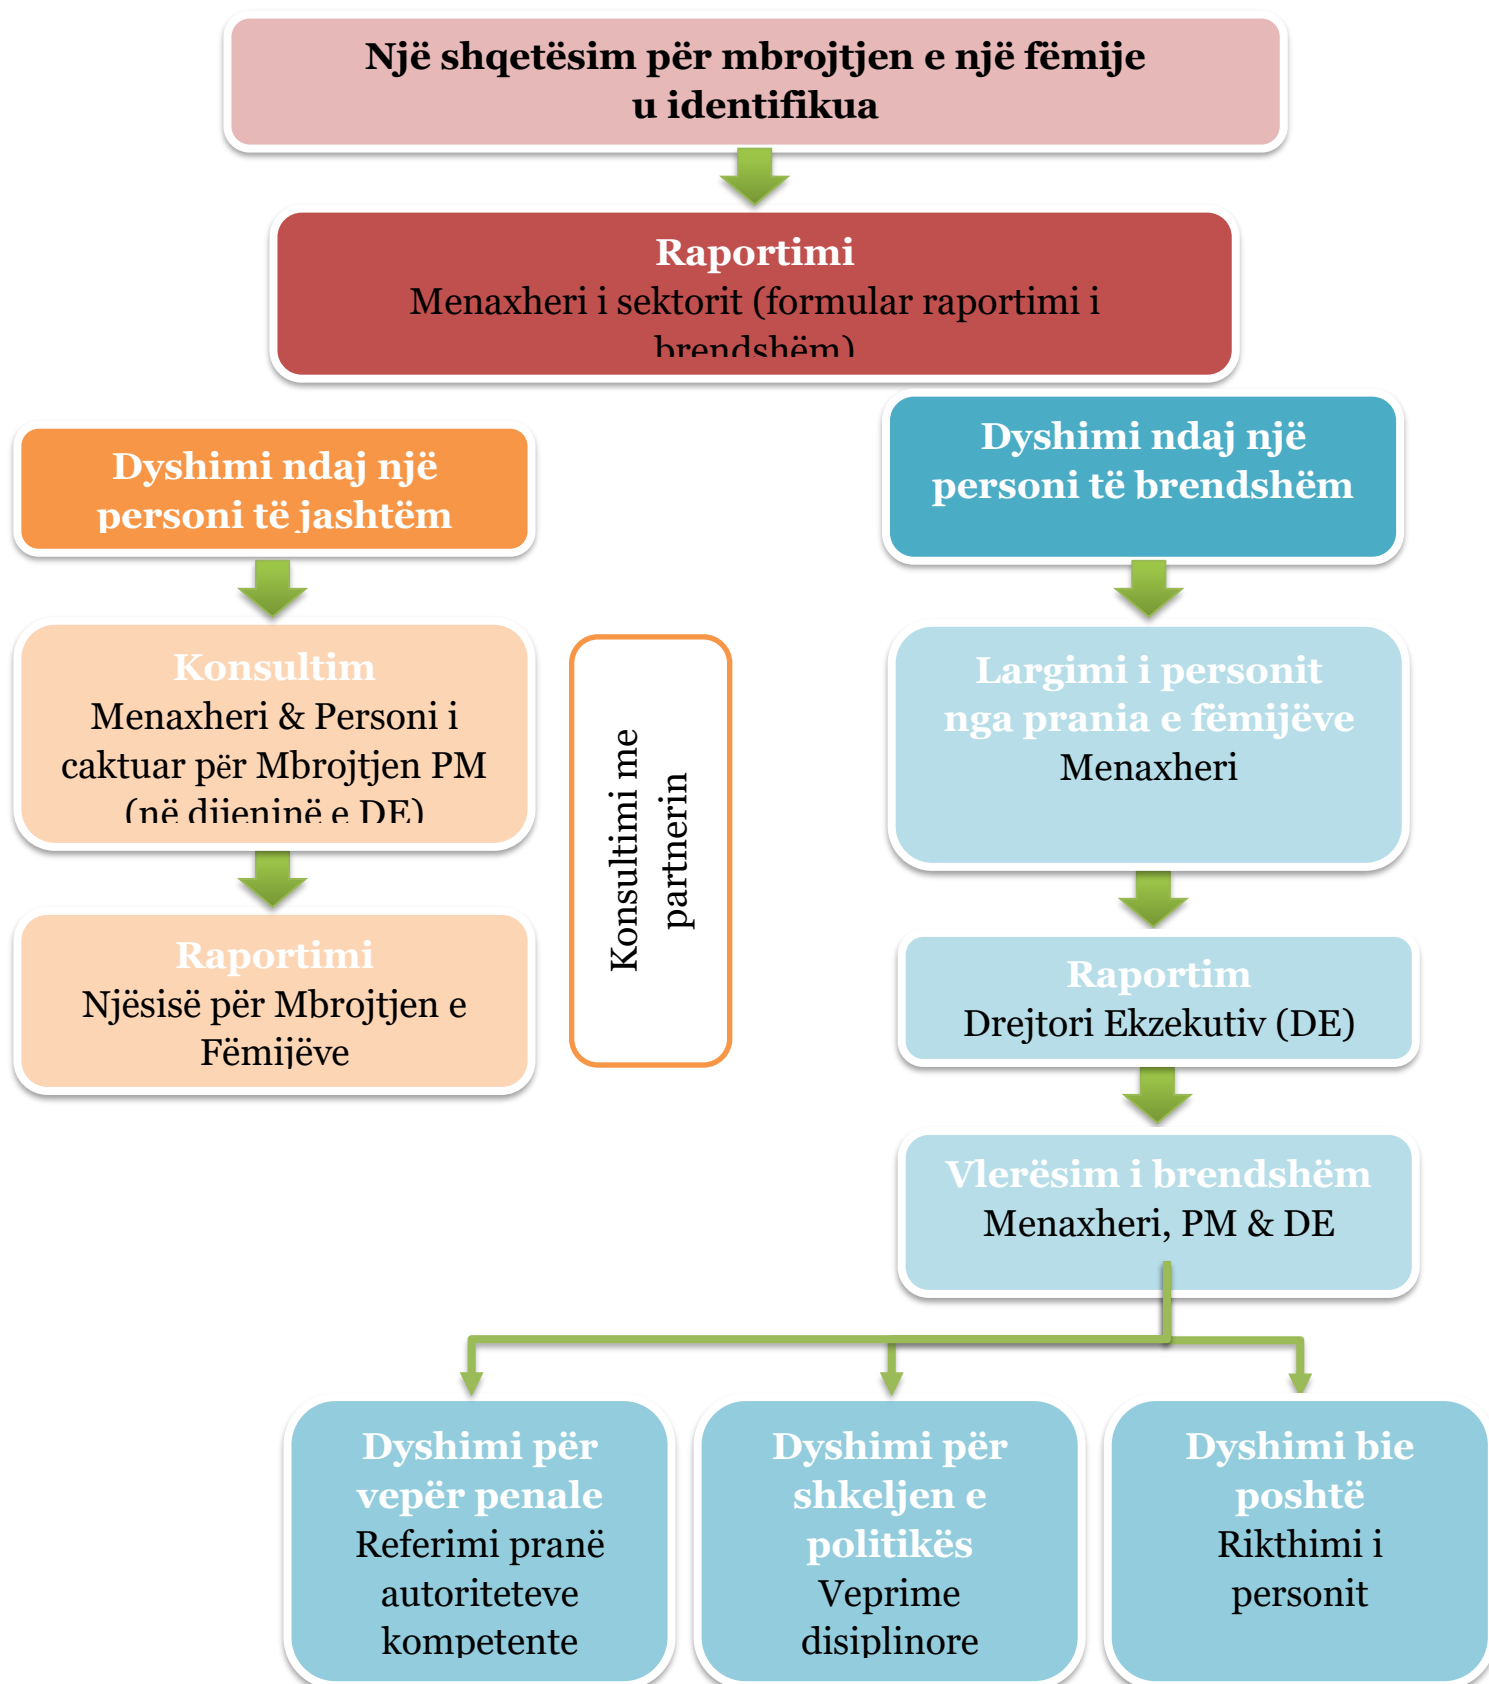 Një shqetësim për mbrojtjen e një fëmije
u identifikua
Raportimi
Menaxheri i sektorit (formular raportimi i
brendshëm)
Dyshimi ndaj një
personi të jashtëm
Konsultim
Menaxheri & Personi i
caktuar për Mbrojtjen PM
(në dijeninë e DE)
Raportimi
Njësisë për Mbrojtjen e
Fëmijëve
Konsultimi me
partnerin
Dyshimi ndaj një
personi të brendshëm
Largimi i personit
nga prania e fëmijëve
Menaxheri
Raportim
Drejtori Ekzekutiv (DE)
Vlerësim i brendshëm
Menaxheri, PM & DE
Dyshimi për
vepër penale
Referimi pranë
autoriteteve
kompetente
Dyshimi për
shkeljen e
politikës
Veprime
disiplinore
Dyshimi bie
poshtë
Rikthimi i
personit